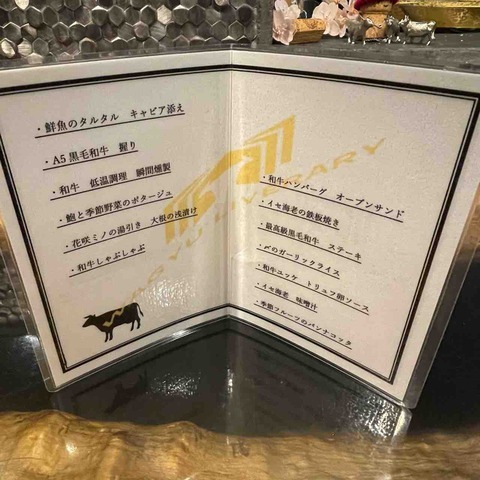 ・鮮魚のタルタル キャビア添え
・A5黒毛和牛 握り
・和牛 低温調理 瞬間燻製
・鮑と季節野菜のポタージュ
・花咲ミノの湯引き 大根の浅漬け
・和牛しゃぶしゃぶ
・和牛ハンバーグ オープンサンド
・イセ海老の鉄板焼き
・最高級黒毛和牛 ステーキ
・〆のガーリックライス
・和牛ユッケ トリュフ卵ソース
・イセ海老 味噌汁
・季節フルーツのパンナコッタ